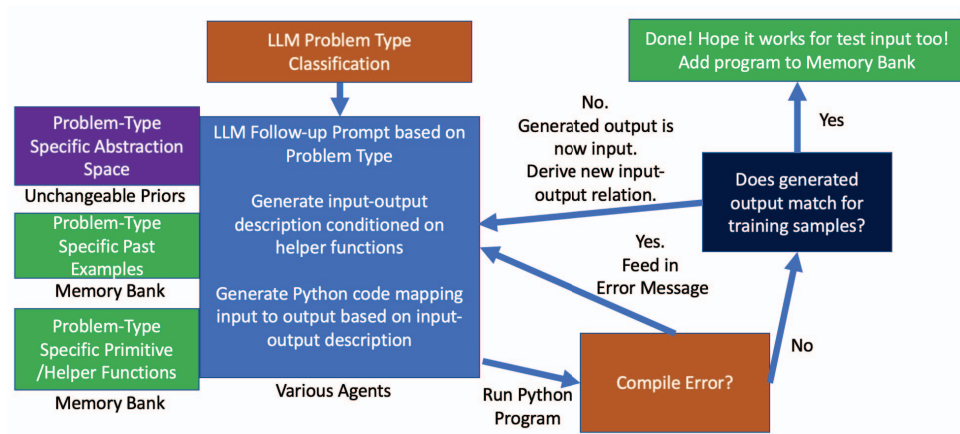 LLM Problem Type
Classification
Done! Hope it works for test input too!
Add program to Memory Bank
Problem-Type
Specific Abstraction
Space
Unchangeable Priors
Problem-Type
Specific Past
Examples
Memory Bank
Problem-Type
Specific Primitive
/Helper Functions
Memory Bank
LLM Follow-up Prompt based on
Problem Type
Generate input-output
description conditioned on
helper functions
Generate Python code mapping
input to output based on input-
output description
Various Agents
No.
Generated output is
now input.
Derive new input-
output relation.
Yes
Does generated
output match for
training samples?
Yes.
Feed in
Error Message
No
Run Python
Program
Compile Error?